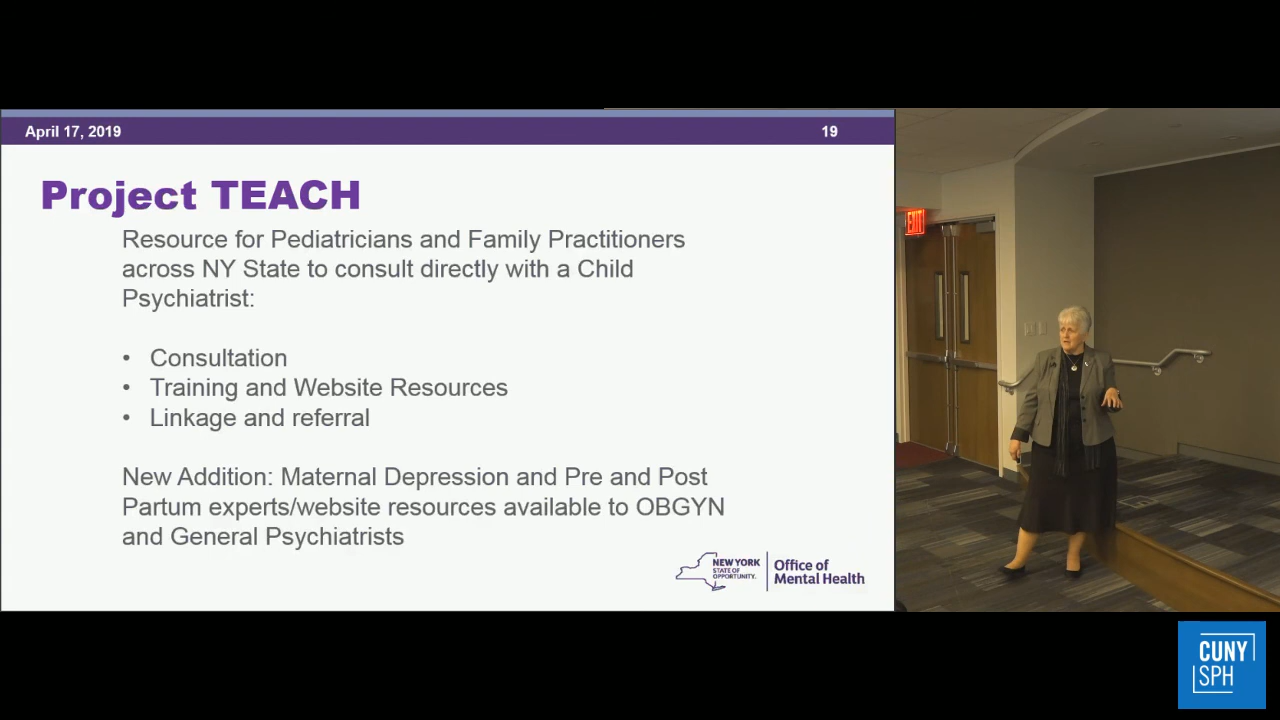 April 17, 2019
19
Project TEACH
Resource for Pediatricians and Family Practitioners
across NY State to consult directly with a Child
Psychiatrist:
• Consultation
• Training and Website Resources
• Linkage and referral
New Addition: Maternal Depression and Pre and Post
Partum experts/website resources available to OBGYN
and General Psychiatrists
NEW YORK
STATE OF
OPPORTUNITY.
Office of
Mental Health
EXIT
CUNY
SPH